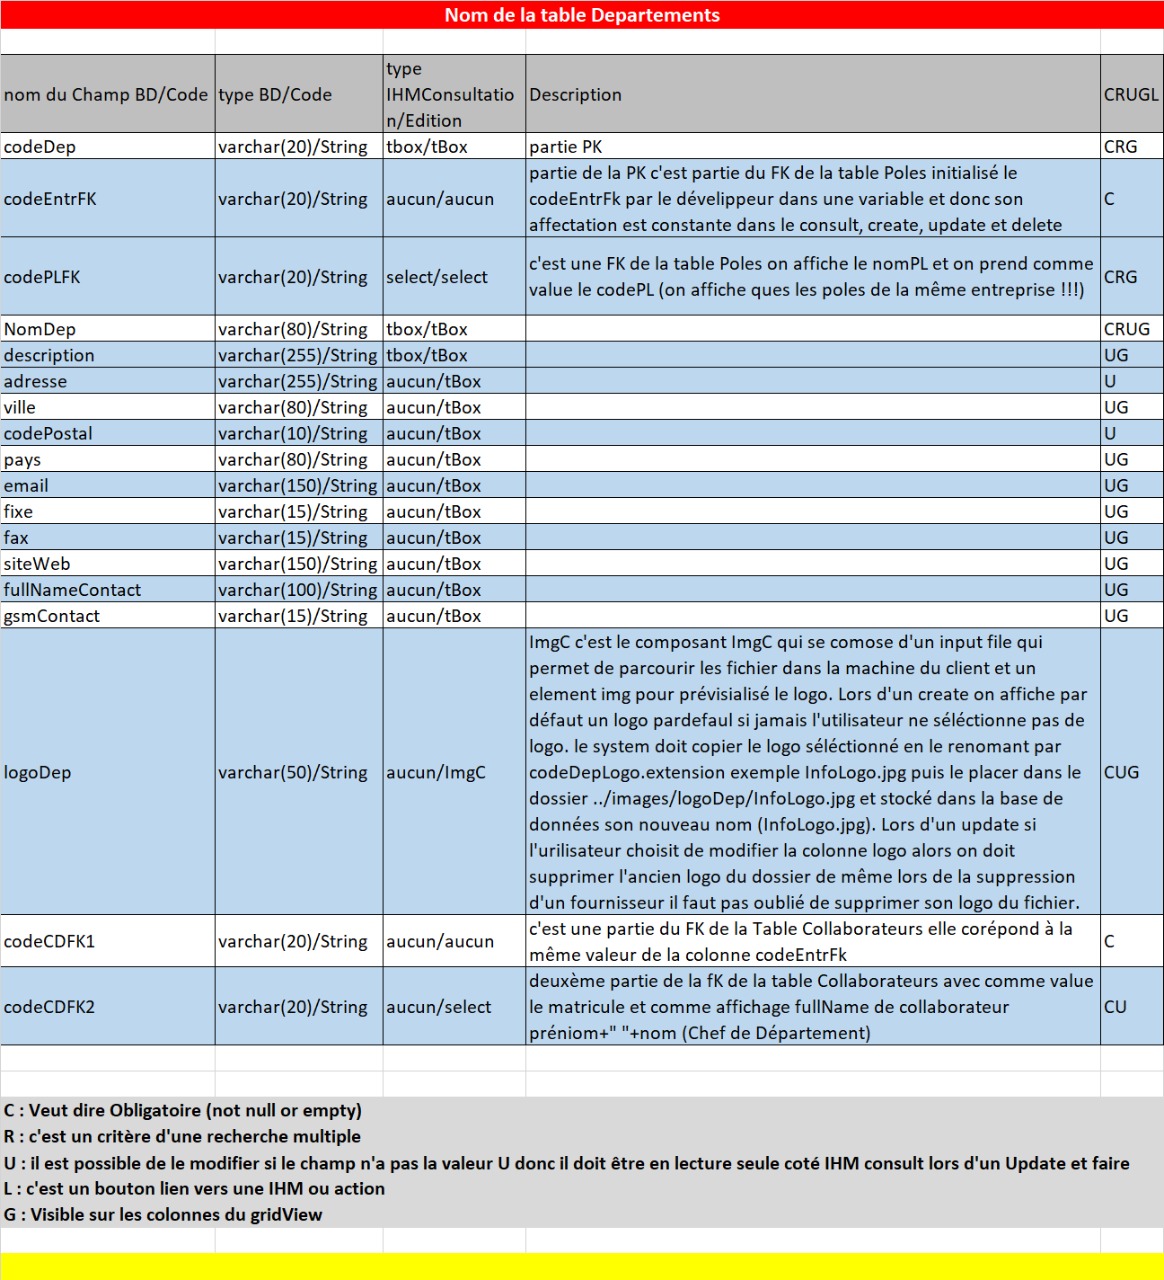 Nom de la table Departements
nom du Champ BD/Code type BD/Code type IHMConsultatio n/Edition Description CRUGL
codeDep varchar(20)/String tbox/tBox partie PK CRG
codeEntrFK varchar(20)/String aucun/aucun partie de la PK c'est partie du FK de la table Poles initialisé le
codeEntrFk par le dévelippeur dans une variable et donc son
affectation est constante dans le consult, create, update et delete C
codePLFK varchar(20)/String select/select c'est une FK de la table Poles on affiche le nomPL et on prend comme
value le codePL (on affiche ques les poles de la même entreprise !!!) CRG
NomDep varchar(80)/String tbox/tBox CRUG
description varchar(255)/String tbox/tBox UG
adresse varchar(255)/String aucun/tBox U
ville varchar(80)/String aucun/tBox UG
codePostal varchar(10)/String aucun/tBox U
pays varchar(80)/String aucun/tBox UG
email varchar(150)/String aucun/tBox UG
fixe varchar(15)/String aucun/tBox UG
fax varchar(15)/String aucun/tBox UG
siteWeb varchar(150)/String aucun/tBox UG
fullNameContact varchar(100)/String aucun/tBox UG
gsmContact varchar(15)/String aucun/tBox UG
logoDep varchar(50)/String aucun/ImgC ImgC c'est le composant ImgC qui se comose d'un input file qui
permet de parcourir les fichier dans la machine du client et un
element img pour prévisialisé le logo. Lors d'un create on affiche par
défaut un logo pardefaul si jamais l'utilisateur ne séléctionne pas de
logo. le system doit copier le logo séléctionné en le renomant par
codeDepLogo.extension exemple InfoLogo.jpg puis le placer dans le
dossier ../images/logoDep/InfoLogo.jpg et stocké dans la base de
données son nouveau nom (InfoLogo.jpg). Lors d'un update si
l'urilisateur choisit de modifier la colonne logo alors on doit
supprimer l'ancien logo du dossier de même lors de la suppression
d'un fournisseur il faut pas oublié de supprimer son logo du fichier. CUG
codeCDFK1 varchar(20)/String aucun/aucun c'est une partie du FK de la Table Collaborateurs elle corépond à la
même valeur de la colonne codeEntrFk C
codeCDFK2 varchar(20)/String aucun/select deuxème partie de la fK de la table Collaborateurs avec comme value
le matricule et comme affichage fullName de collaborateur
préniom+" "+nom (Chef de Département) CU
C : Veut dire Obligatoire (not null or empty)
R : c'est un critère d'une recherche multiple
U : il est possible de le modifier si le champ n'a pas la valeur U donc il doit être en lecture seule coté IHM consult lors d'un Update et faire
L : c'est un bouton lien vers une IHM ou action
G : Visible sur les colonnes du gridView